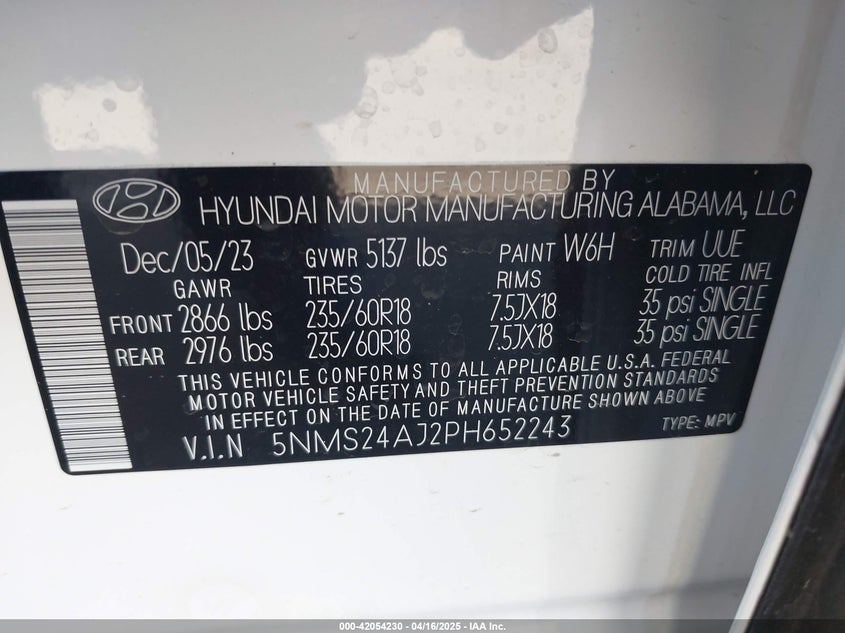 MANUFACTURED BY
HYUNDAI MOTOR MANUFACTURING ALABAMA, LLC
Dec/05/23 GVWR 5137 lbs PAINT W6H TRIM UUE
GAWR TIRES RIMS COLD TIRE INFL
FRONT 2866 lbs 235/60R18 7.5JX18 35 psi SINGLE
REAR 2976 lbs 235/60R18 7.5JX18 35 psi SINGLE
THIS VEHICLE CONFORMS TO ALL APPLICABLE U.S.A. FEDERAL
MOTOR VEHICLE SAFETY AND THEFT PREVENTION STANDARDS
IN EFFECT ON THE DATE OF MANUFACTURE SHOWN ABOVE
V.I.N 5NMS24AJ2PH652243 TYPE: MPV
000-42054230 - 04/16/2025 - IAA Inc.